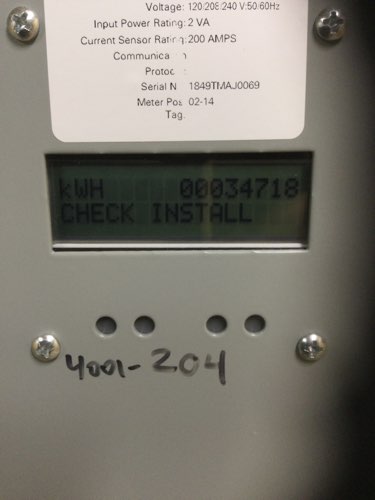 Voltage: 120/208/240 V:50/60Hz
Input Power Rating: 2 VA
Current Sensor Rating: 200 AMPS
Serial N 1849TMAJ0069
Meter Pos 02-14
Tag
kWH 00034718
CHECK INSTALL
4001-204